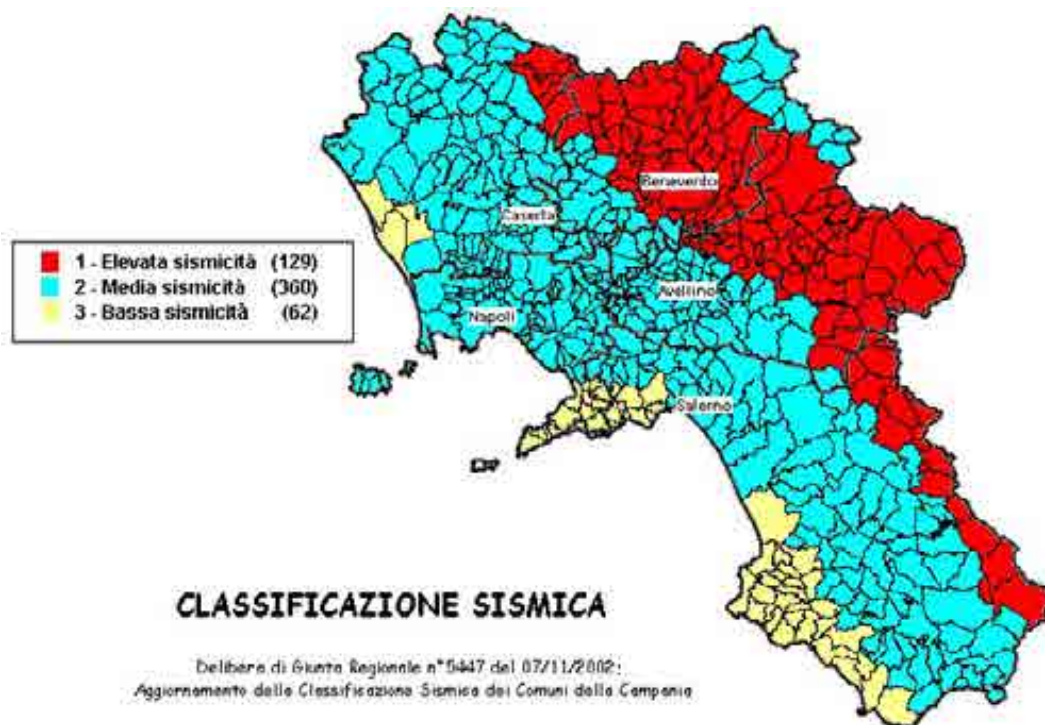 Benevento
Caserta
1 - Elevata sismicità (129)
2 - Media sismicità (360)
3 - Bassa sismicità (62)
Avellino
Napoli
Salerno
CLASSIFICAZIONE SISMICA
Delibera di Giunta Regionale n°5447 del 07/11/2002:
Aggiornamento della Classificazione Sismica dei Comuni della Campania